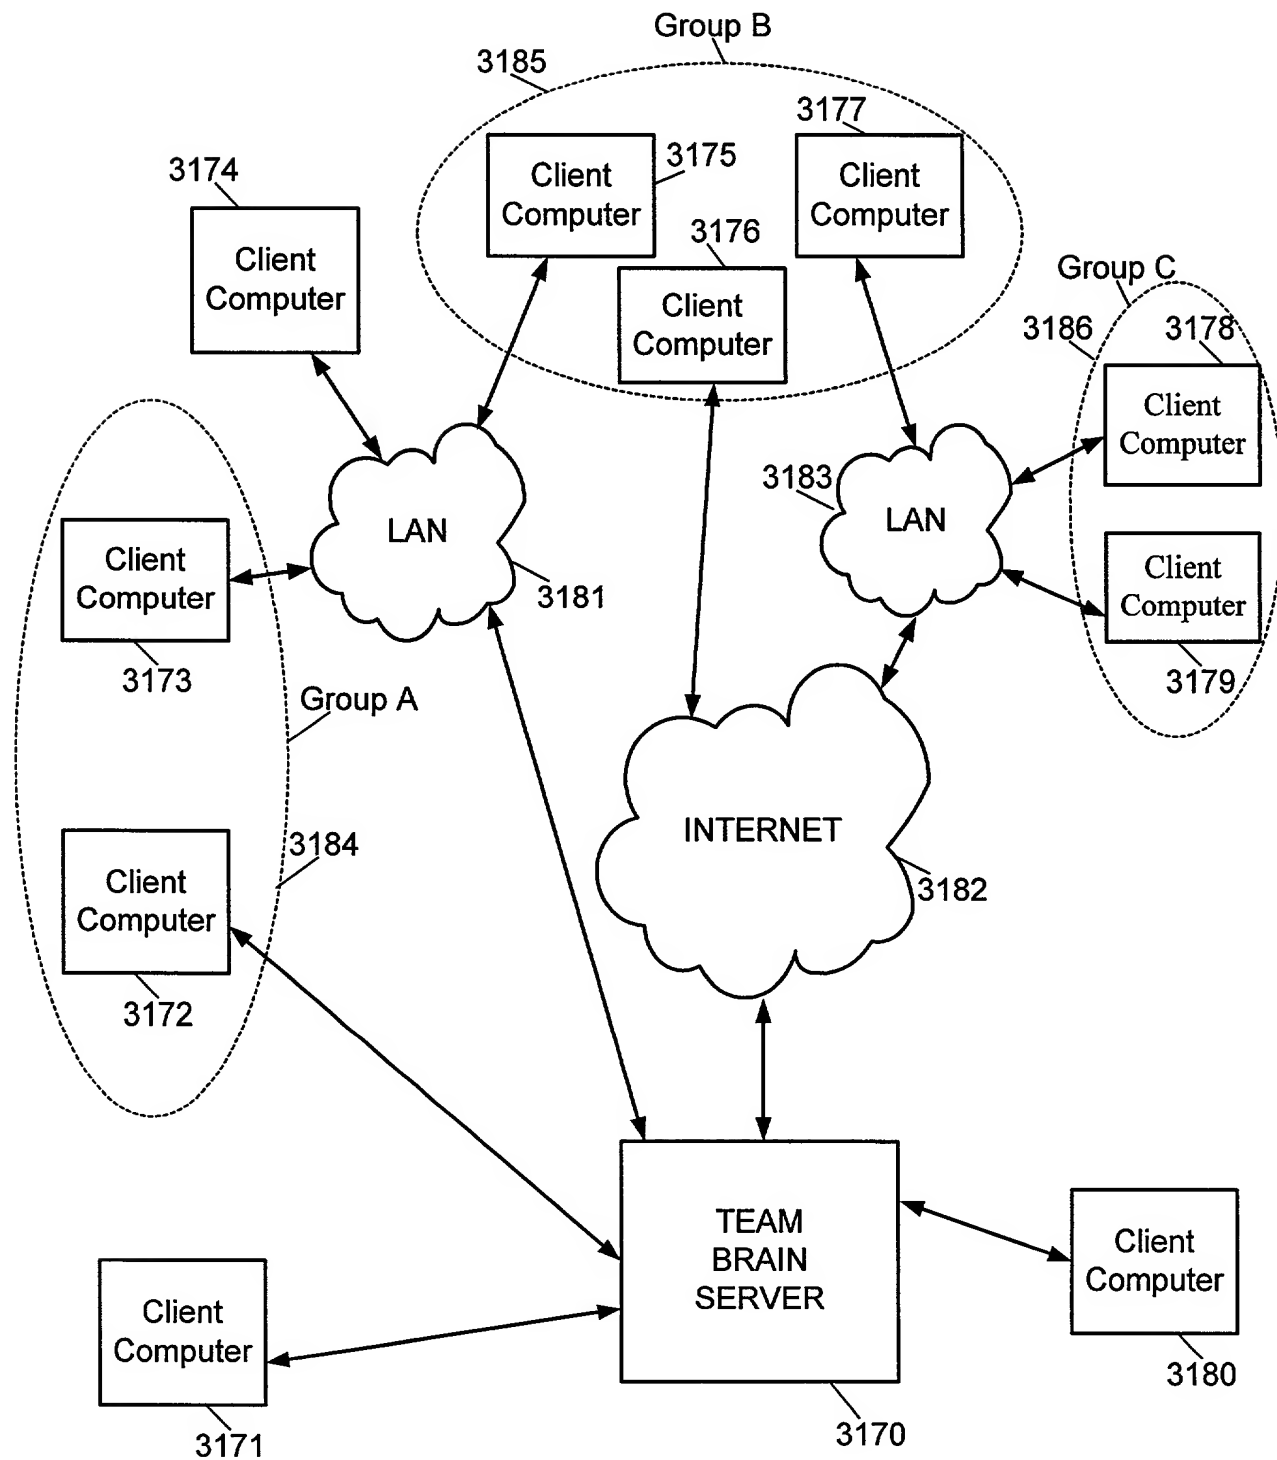 Group B
3185
3177
Client
Computer
3175
Client
Computer
3174
3176
Client
Computer
Client
Computer
Group C
3186
3178
Client
Computer
3183
LAN
LAN
Client
Computer
3181
Client
Computer
3173
3179
Group A
INTERNET
3184
3182
Client
Computer
3172
TEAM
BRAIN
SERVER
Client
Computer
Client
Computer
3180
3170
3171